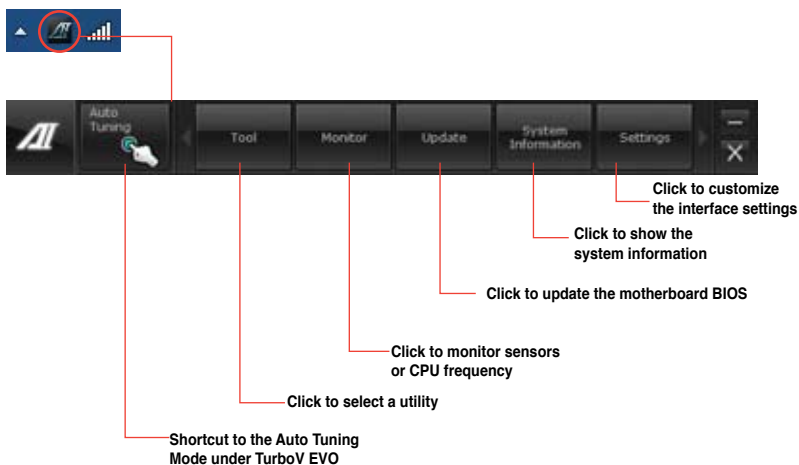 Auto
Tuning
Tool
Monitor
Update
System
Information
Settings
Click to customize
the interface settings
Click to show the
system information
Click to update the motherboard BIOS
Click to monitor sensors
or CPU frequency
Click to select a utility
Shortcut to the Auto Tuning
Mode under TurboV EVO